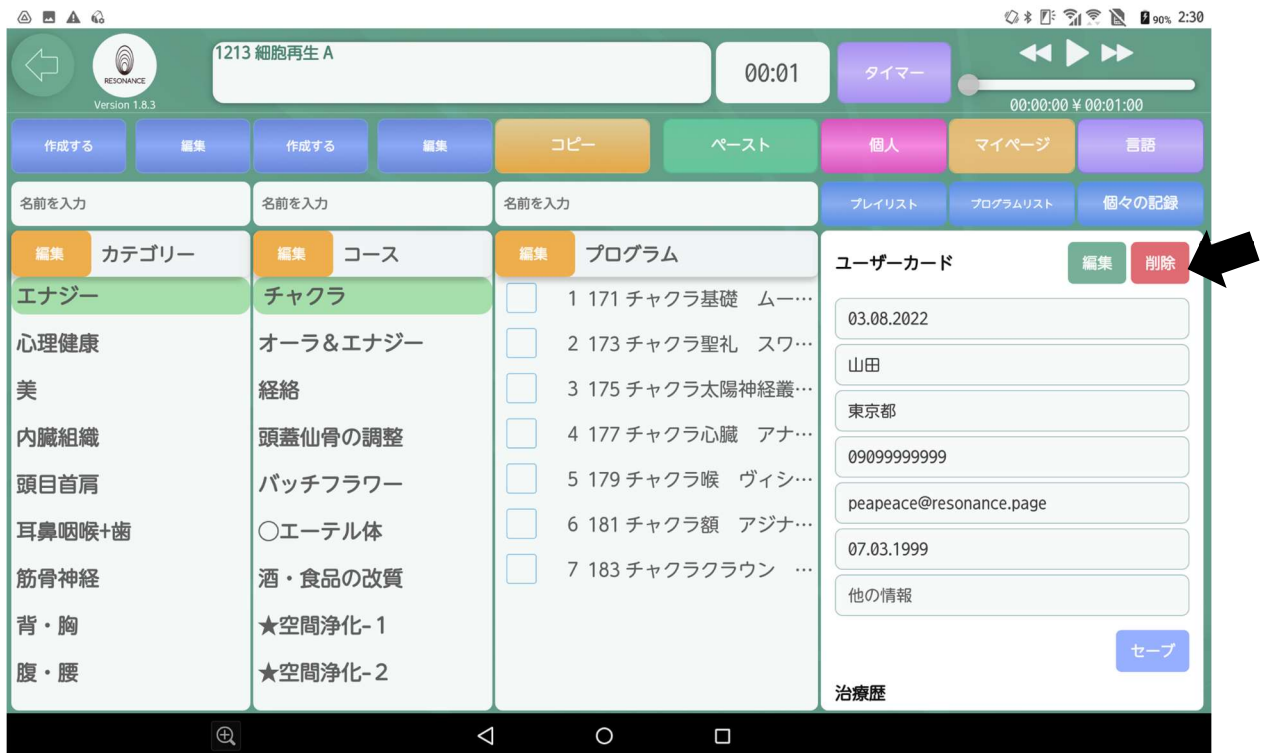 90% 2:30
RESONANCE
Version 1.8.3
1213 細胞再生 A
00:01
タイマー
00:00:00 ¥ 00:01:00
作成する
編集
作成する
編集
コピー
ペースト
個人
マイページ
言語
名前を入力
名前を入力
名前を入力
プレイリスト
プログラムリスト
個々の記録
編集 カテゴリー
エナジー
心理健康
美
内臓組織
頭目首肩
耳鼻咽喉+歯
筋骨神経
背・胸
腹・腰
編集 コース
チャクラ
オーラ&エナジー
経絡
頭蓋仙骨の調整
バッチフラワー
○エーテル体
酒・食品の改質
★空間浄化-1
★空間浄化-2
編集 プログラム
1 171 チャクラ基礎　ムー…
2 173 チャクラ聖礼　スワ…
3 175 チャクラ太陽神経叢…
4 177 チャクラ心臓　アナ…
5 179 チャクラ喉　ヴィシ…
6 181 チャクラ額　アジナ…
7 183 チャクラクラウン　…
ユーザーカード
編集
削除
03.08.2022
山田
東京都
09099999999
peapeace@resonance.page
07.03.1999
他の情報
セーブ
治療歴